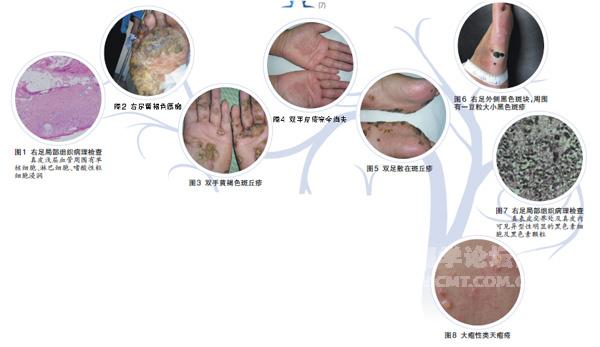 (7)
图2 右足黄褐色
图4 双手皮疹完全消失
图6 右足外侧黑色斑块,周围
有一豆粒大小黑色斑疹
图1 右足局部组织病理检查
真皮浅层血管周围有单
核细胞、淋巴细胞、嗜酸性粒
细胞浸润
图3 双手黄褐色斑丘疹
图5 双足散在斑丘疹
图7 右足局部组织病理检查
真表皮交界处及真皮内
可见异型性明显的黑色素细
胞及黑色素颗粒
学论坛
CMT.COM
图8 大疱性类天疱疮